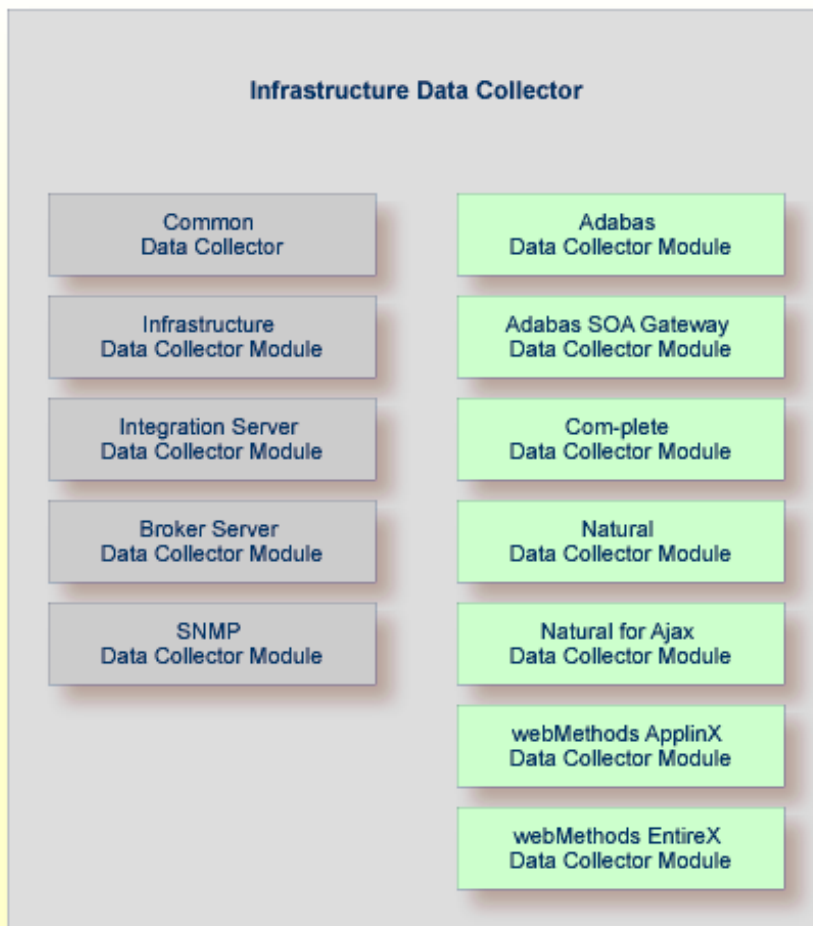 Infrastructure Data Collector
Common
Data Collector
Infrastructure
Data Collector Module
Integration Server
Data Collector Module
Broker Server
Data Collector Module
SNMP
Data Collector Module
Adabas
Data Collector Module
Adabas SOA Gateway
Data Collector Module
Com-plete
Data Collector Module
Natural
Data Collector Module
Natural for Ajax
Data Collector Module
webMethods ApplinX
Data Collector Module
webMethods EntireX
Data Collector Module